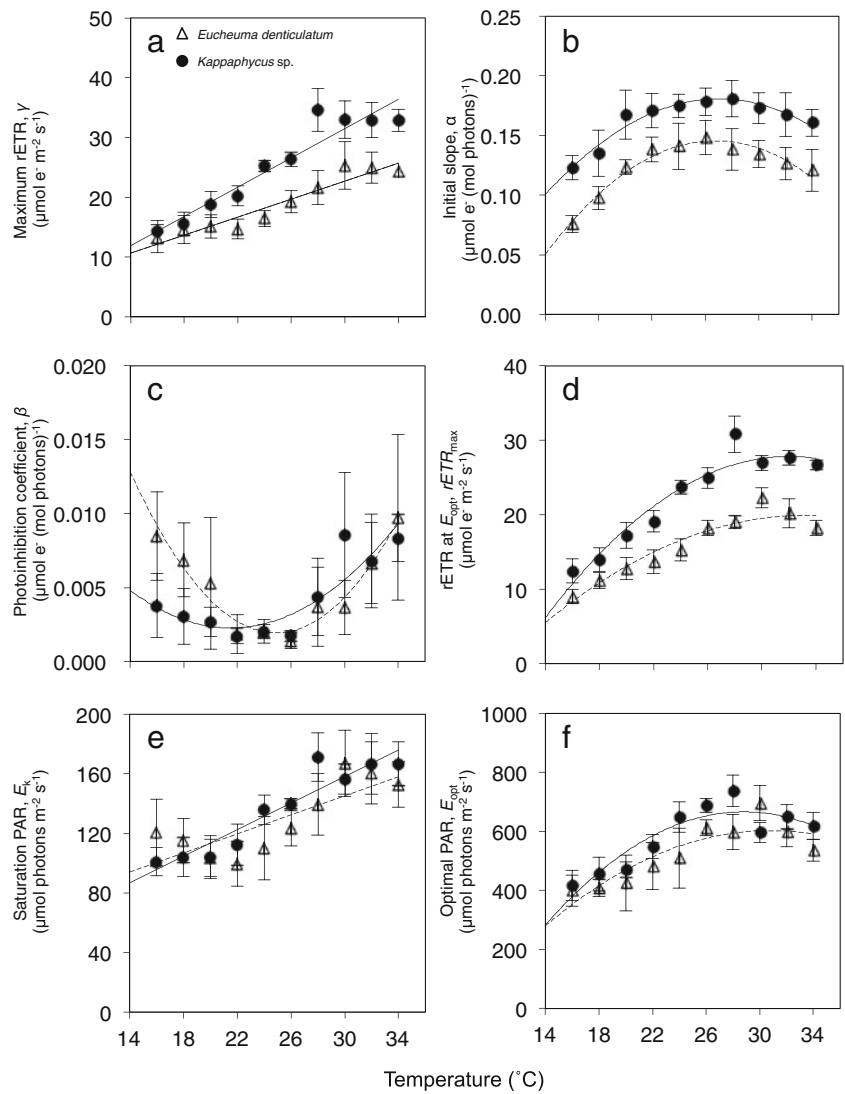 a
Eucheuma denticulatum
Kappaphycus sp.
Maximum rETR, γ
(μmol e⁻ m⁻² s⁻¹)
50
40
30
20
10
0
b
Initial slope, α
(μmol e⁻ (mol photons)⁻¹)
0.25
0.20
0.15
0.10
0.05
0.00
c
Photoinhibition coefficient, β
(μmol e⁻ (mol photons)⁻¹)
0.020
0.015
0.010
0.005
0.000
d
rETR at Eopt, rETRmax
(μmol e⁻ m⁻² s⁻¹)
40
30
20
10
0
e
Saturation PAR, Ek
(μmol photons m⁻² s⁻¹)
200
160
120
80
40
0
14 18 22 26 30 34
f
Optimal PAR, Eopt
(μmol photons m⁻² s⁻¹)
1000
800
600
400
200
0
14 18 22 26 30 34
Temperature (˚C)